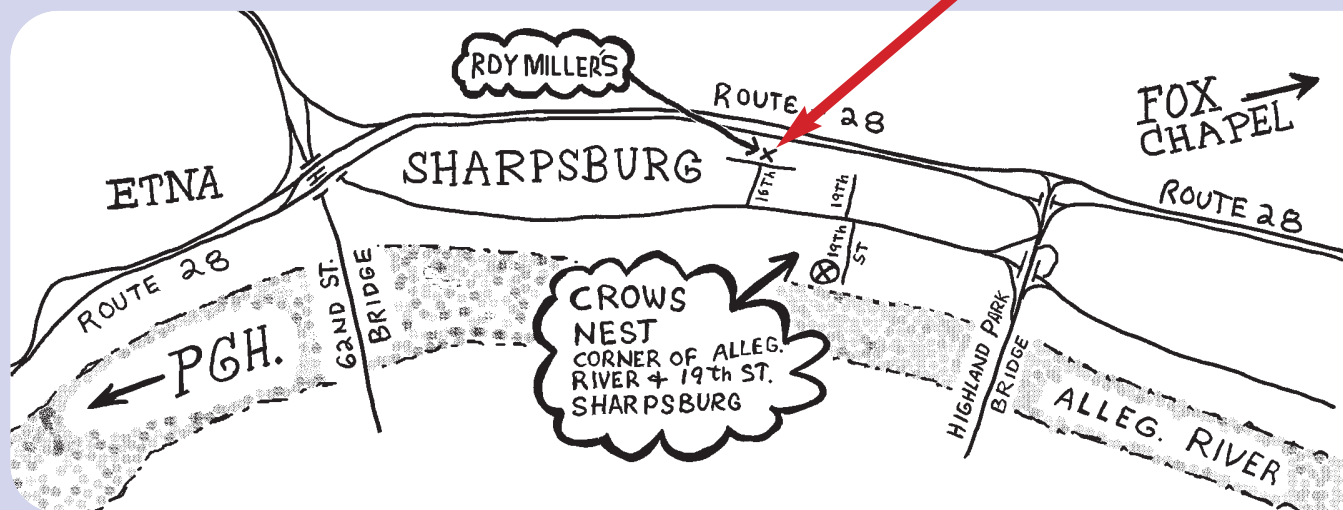 ROY MILLER'S
ROUTE 28
FOX
CHAPEL
ETNA
SHARPSBURG
16Th
19Th
ROUTE 28
ROUTE 28
62ND ST.
BRIDGE
19Th
ST
CROWS
NEST
CORNER OF ALLEG.
RIVER + 19th ST.
SHARPSBURG
PGH.
HIGHLAND PARK
BRIDGE
ALLEG. RIVER